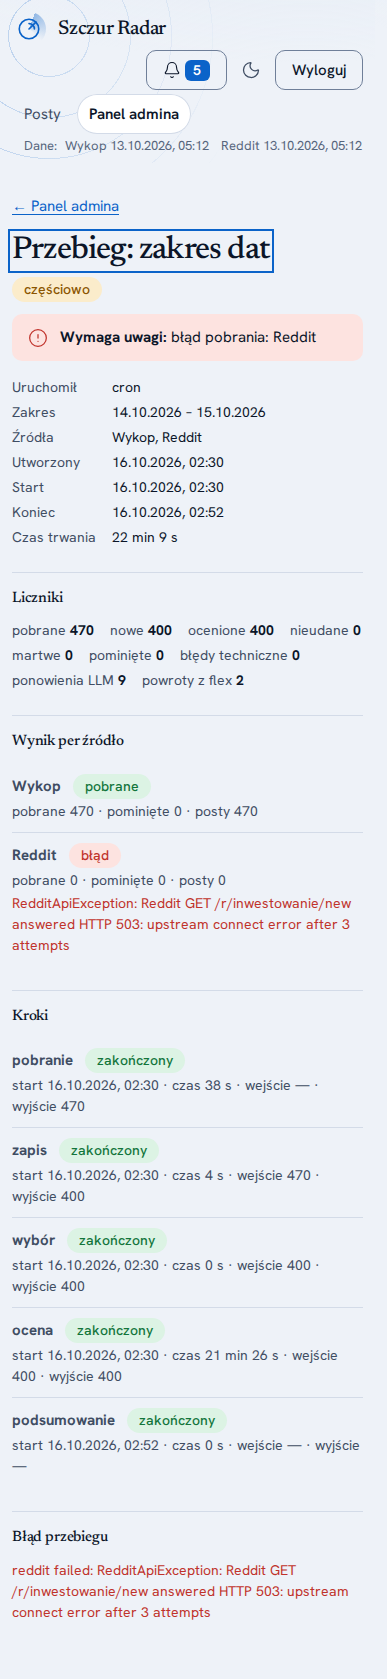 Szczur Radar
5
Wyloguj
Posty
Panel admina
Dane: Wykop 13.10.2026, 05:12 Reddit 13.10.2026, 05:12
← Panel admina
Przebieg: zakres dat
częściowo
Wymaga uwagi: błąd pobrania: Reddit
Uruchomił cron
Zakres 14.10.2026 – 15.10.2026
Źródła Wykop, Reddit
Utworzony 16.10.2026, 02:30
Start 16.10.2026, 02:30
Koniec 16.10.2026, 02:52
Czas trwania 22 min 9 s
Liczniki
pobrane 470 nowe 400 ocenione 400 nieudane 0
martwe 0 pominięte 0 błędy techniczne 0
ponowienia LLM 9 powroty z flex 2
Wynik per źródło
Wykop pobrane
pobrane 470 · pominięte 0 · posty 470
Reddit błąd
pobrane 0 · pominięte 0 · posty 0
RedditApiException: Reddit GET /r/inwestowanie/new
answered HTTP 503: upstream connect error after 3
attempts
Kroki
pobranie zakończony
start 16.10.2026, 02:30 · czas 38 s · wejście — ·
wyjście 470
zapis zakończony
start 16.10.2026, 02:30 · czas 4 s · wejście 470 ·
wyjście 400
wybór zakończony
start 16.10.2026, 02:30 · czas 0 s · wejście 400 ·
wyjście 400
ocena zakończony
start 16.10.2026, 02:30 · czas 21 min 26 s · wejście
400 · wyjście 400
podsumowanie zakończony
start 16.10.2026, 02:52 · czas 0 s · wejście — · wyjście
—
Błąd przebiegu
reddit failed: RedditApiException: Reddit GET
/r/inwestowanie/new answered HTTP 503: upstream
connect error after 3 attempts